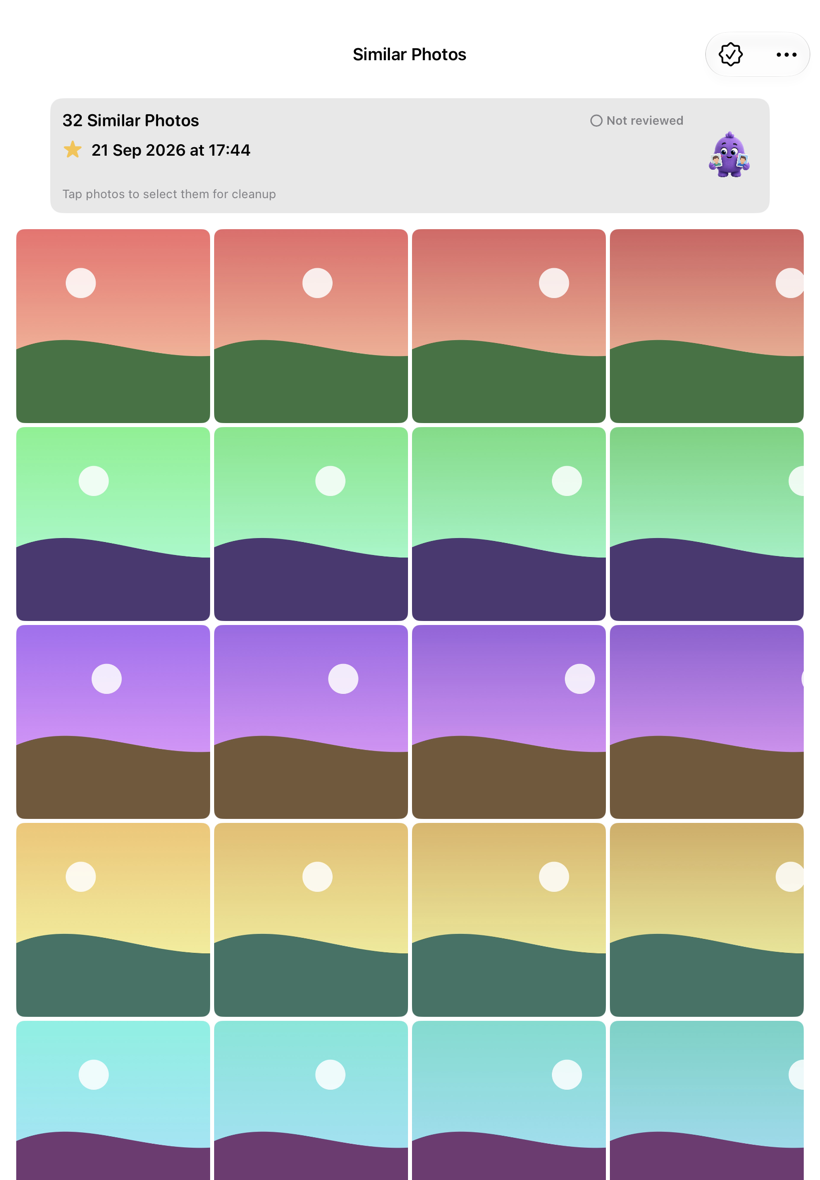 Similar Photos
32 Similar Photos
Not reviewed
21 Sep 2026 at 17:44
Tap photos to select them for cleanup